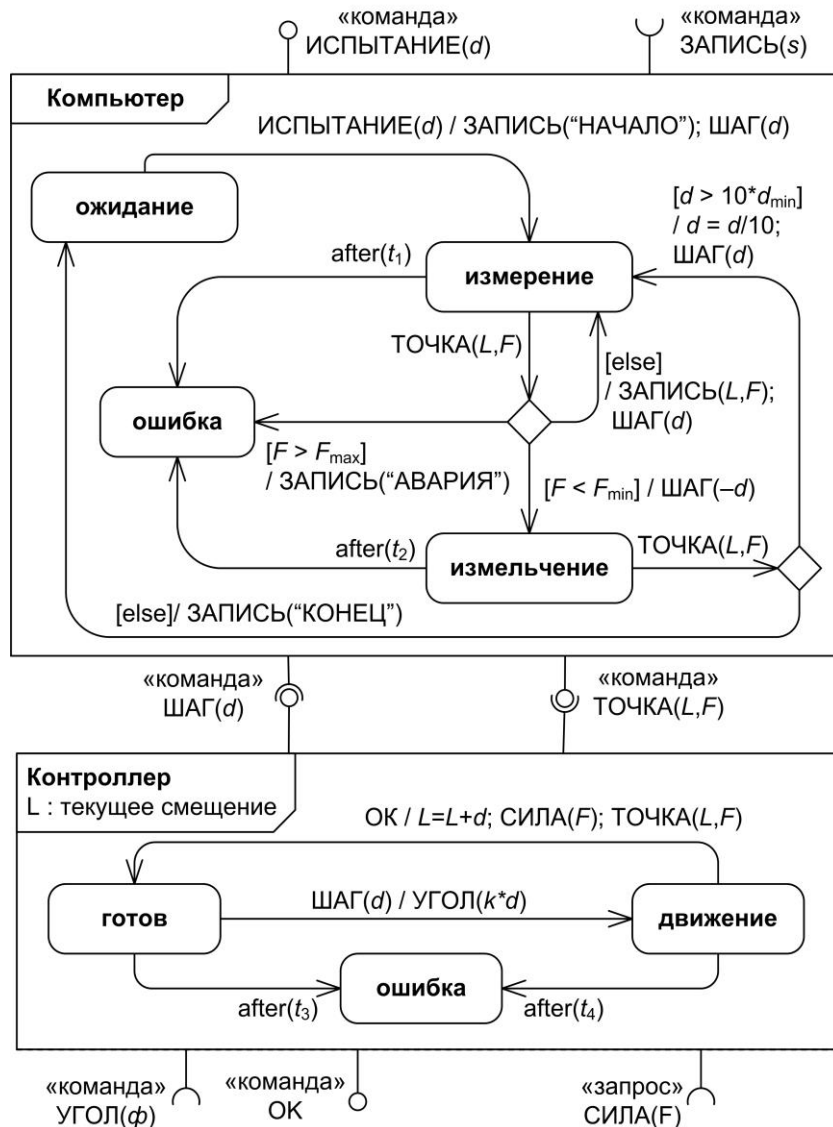 «команда»
ИСПЫТАНИЕ(d)
«команда»
ЗАПИСЬ(s)
Компьютер
ИСПЫТАНИЕ(d) / ЗАПИСЬ(“НАЧАЛО”); ШАГ(d)
ожидание
[d > 10*dmin]
/ d = d/10;
ШАГ(d)
after(t1)
измерение
ТОЧКА(L,F)
[else]
/ ЗАПИСЬ(L,F);
ШАГ(d)
ошибка
[F > Fmax]
/ ЗАПИСЬ(“АВАРИЯ”)
[F < Fmin] / ШАГ(–d)
after(t2)
измельчение
ТОЧКА(L,F)
[else]/ ЗАПИСЬ(“КОНЕЦ”)
«команда»
ШАГ(d)
«команда»
ТОЧКА(L,F)
Контроллер
L : текущее смещение
ОК / L=L+d; СИЛА(F); ТОЧКА(L,F)
готов
ШАГ(d) / УГОЛ(k*d)
движение
ошибка
after(t3)
after(t4)
«команда»
УГОЛ(ф)
«команда»
ОК
«запрос»
СИЛА(F)